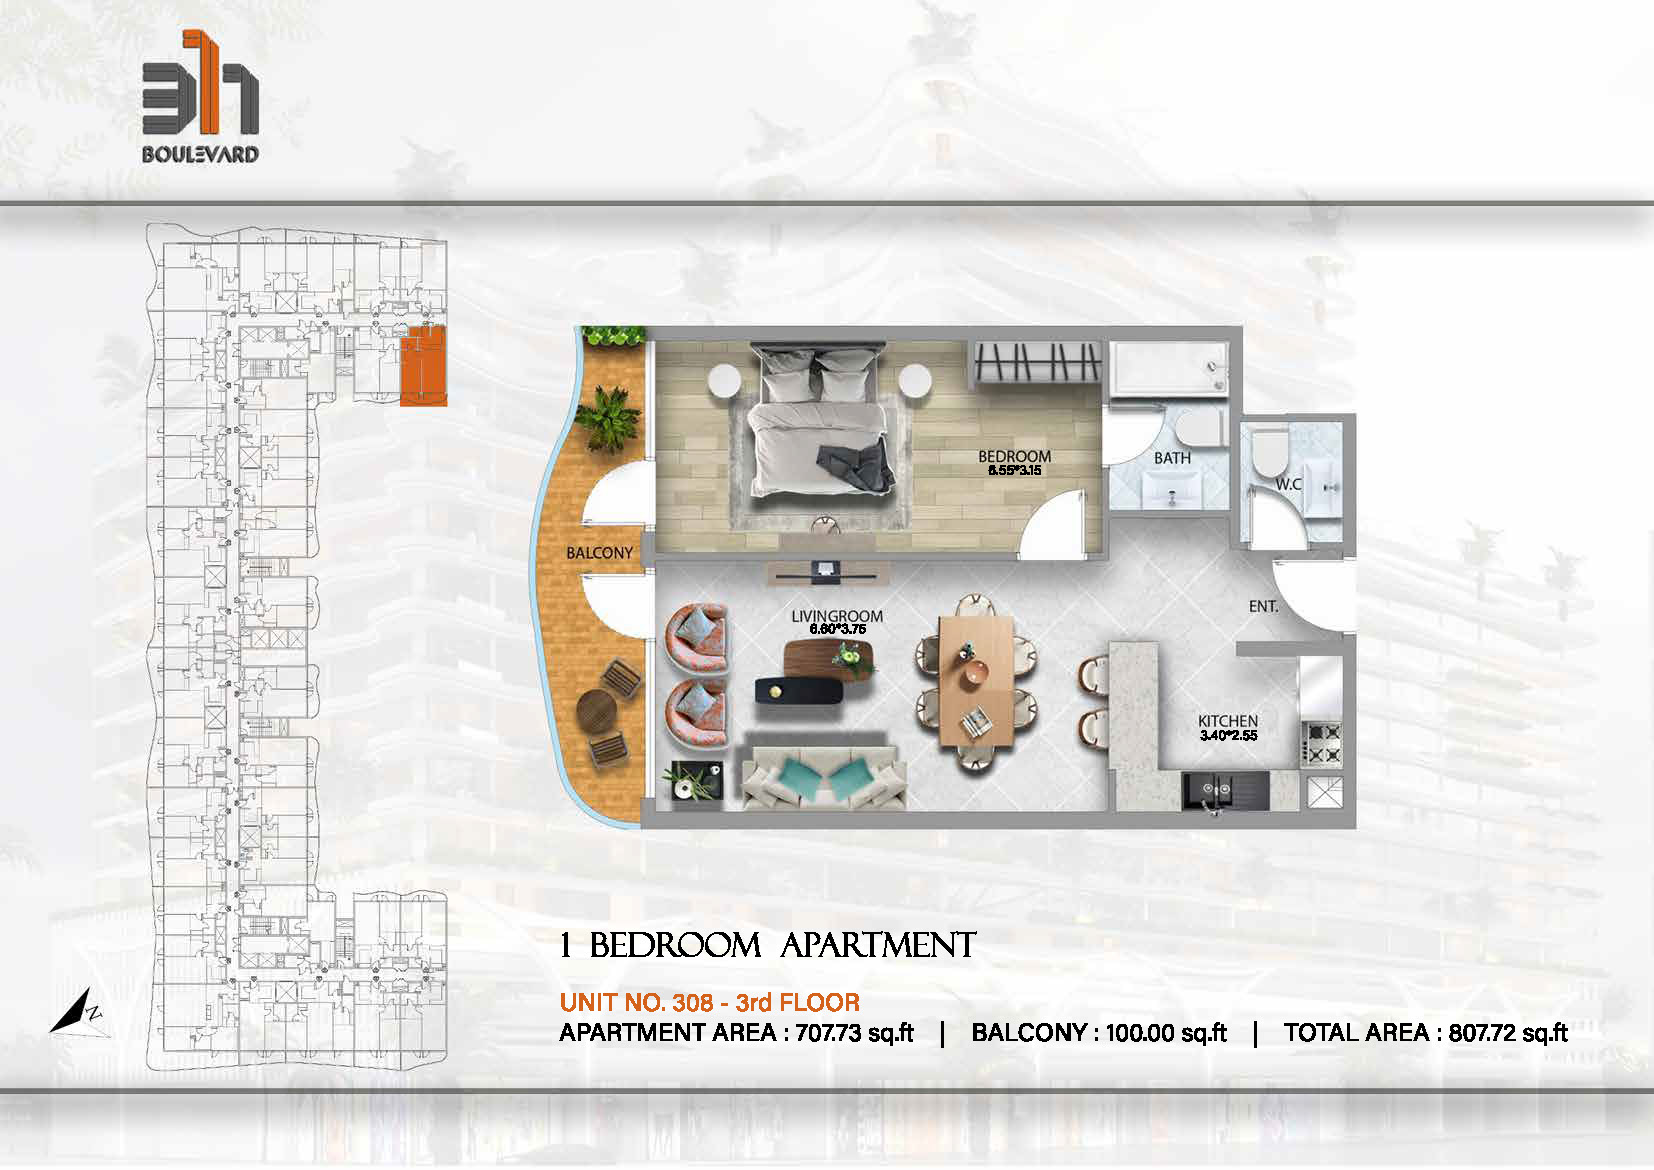 311
BOULEVARD
BEDROOM
6.55*3.15
BATH
W.C
BALCONY
ENT.
LIVINGROOM
6.60*3.75
KITCHEN
3.40*2.55
N
1 BEDROOM APARTMENT
UNIT NO. 308 - 3rd FLOOR
APARTMENT AREA : 707.73 sq.ft | BALCONY : 100.00 sq.ft | TOTAL AREA : 807.72 sq.ft